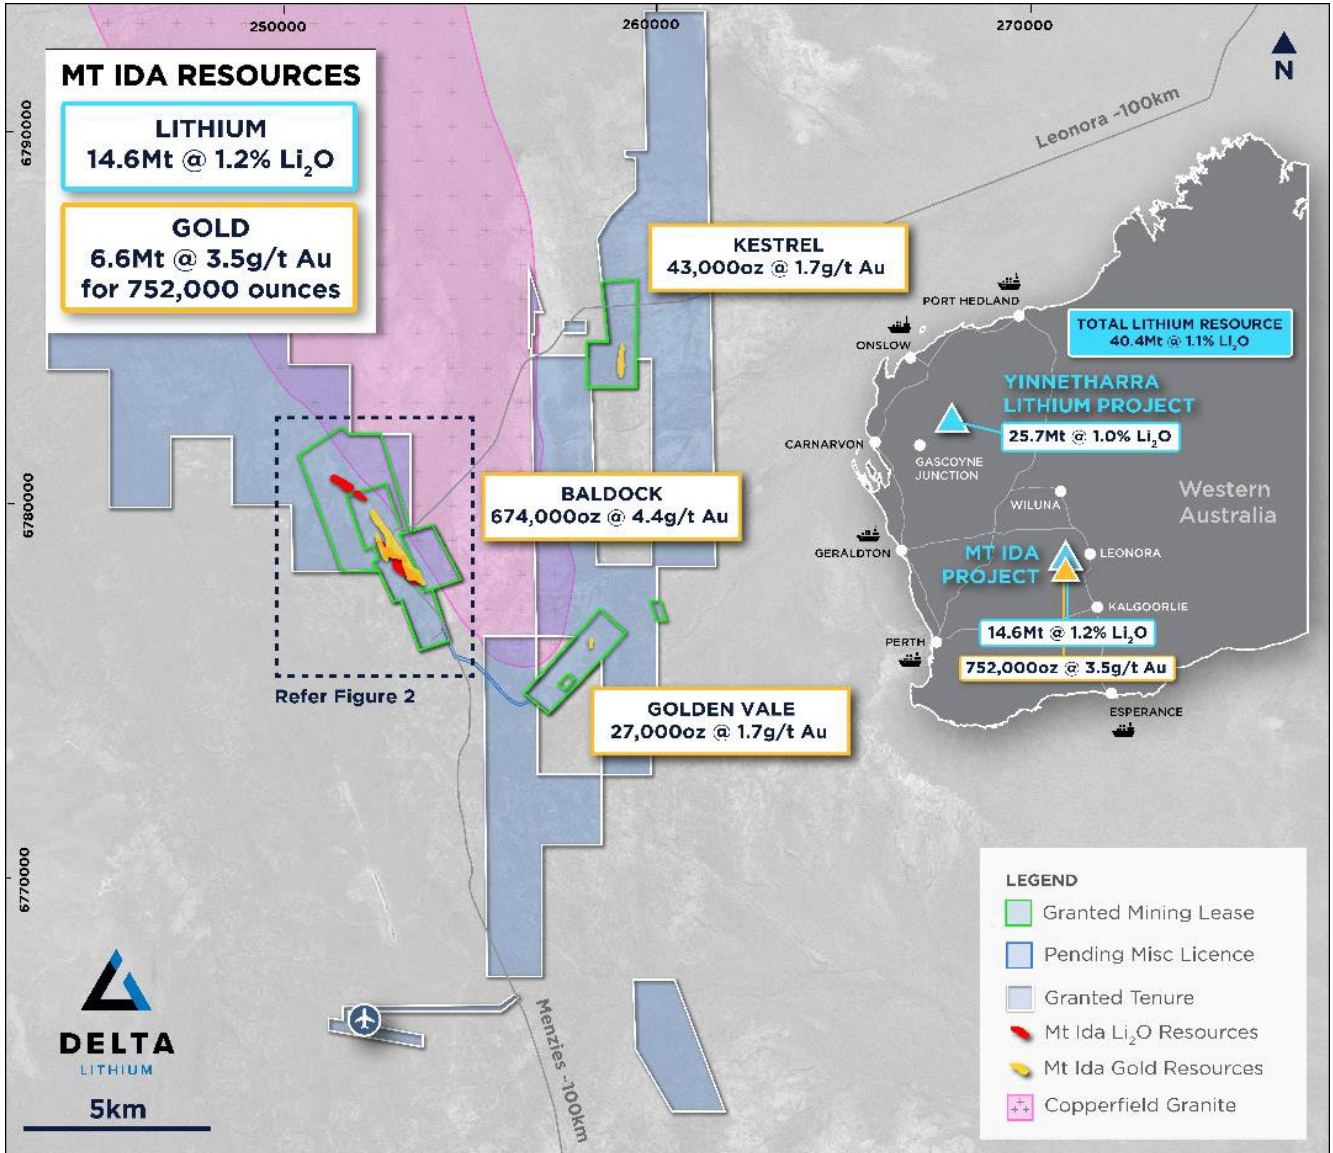 250000
260000
270000
N
6790000
6780000
6770000
MT IDA RESOURCES
LITHIUM
14.6Mt @ 1.2% Li₂O
GOLD
6.6Mt @ 3.5g/t Au
for 752,000 ounces
Leonora ~100km
KESTREL
43,000oz @ 1.7g/t Au
BALDOCK
674,000oz @ 4.4g/t Au
GOLDEN VALE
27,000oz @ 1.7g/t Au
Refer Figure 2
Menzies ~100km
PORT HEDLAND
ONSLOW
TOTAL LITHIUM RESOURCE
40.4Mt @ 1.1% Li₂O
YINNETHARRA
LITHIUM PROJECT
25.7Mt @ 1.0% Li₂O
CARNARVON
GASCOYNE
JUNCTION
WILUNA
Western
Australia
GERALDTON
MT IDA
PROJECT
LEONORA
KALGOORLIE
14.6Mt @ 1.2% Li₂O
PERTH
752,000oz @ 3.5g/t Au
ESPERANCE
LEGEND
Granted Mining Lease
Pending Misc Licence
Granted Tenure
Mt Ida Li₂O Resources
Mt Ida Gold Resources
Copperfield Granite
DELTA
LITHIUM
5km